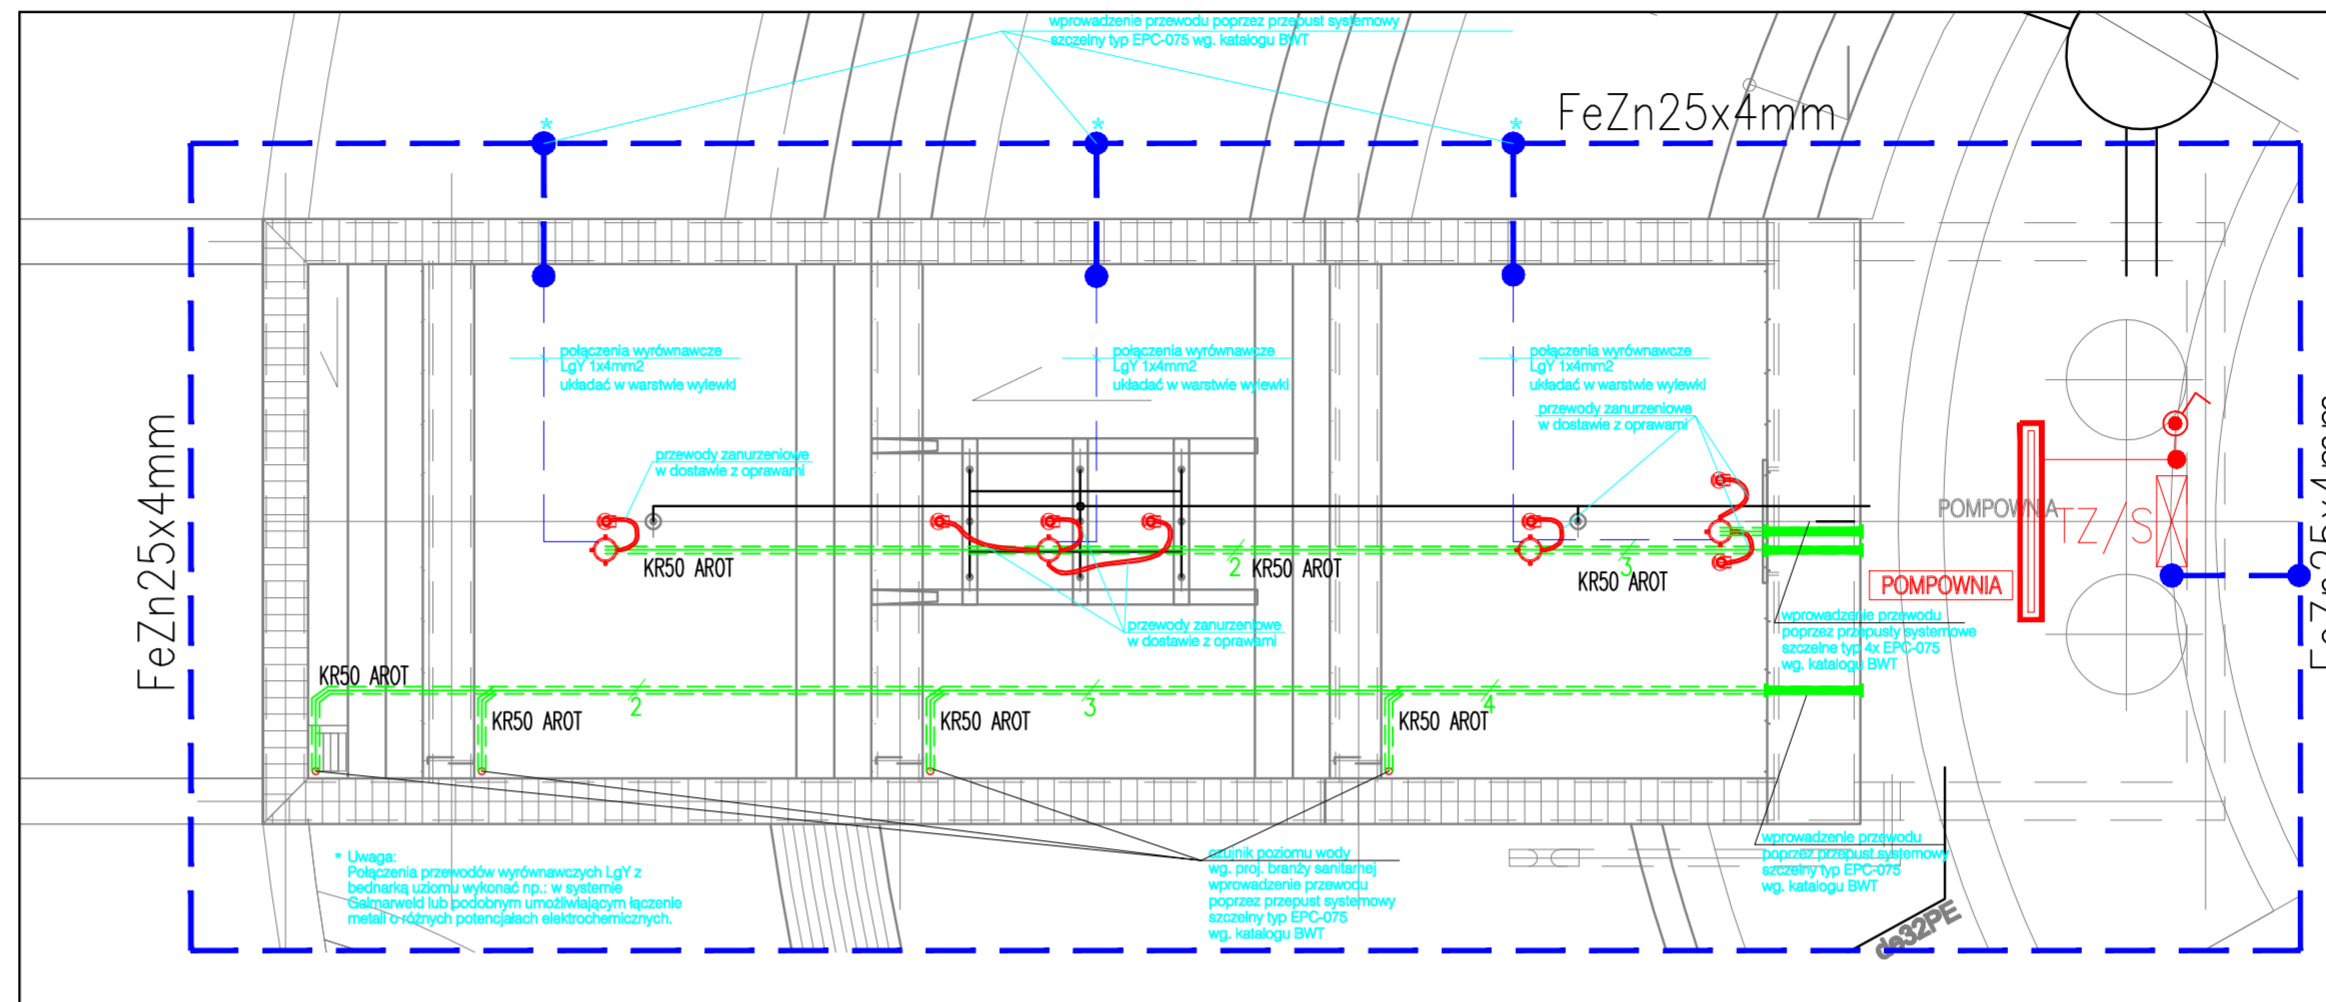 wprowadzenie przewodu poprzez przepust systemowy
szczelny typ EPC-075 wg. katalogu BWT
FeZn25x4mm
*
*
*
połączenia wyrównawcze
LgY 1x4mm2
układać w warstwie wylewki
połączenia wyrównawcze
LgY 1x4mm2
układać w warstwie wylewki
połączenia wyrównawcze
LgY 1x4mm2
układać w warstwie wylewki
przewody zanurzeniowe
w dostawie z oprawami
przewody zanurzeniowe
w dostawie z oprawami
FeZn25x4mm
FeZn25x4mm
POMPOWNIA
TZ/S
KR50 AROT
2
KR50 AROT
3
KR50 AROT
POMPOWNIA
przewody zanurzeniowe
w dostawie z oprawami
wprowadzenie przewodu
poprzez przepusty systemowe
szczelne typ 4x EPC-075
wg. katalogu BWT
KR50 AROT
2
3
4
KR50 AROT
KR50 AROT
KR50 AROT
* Uwaga:
Połączenia przewodów wyrównawczych LgY z
bednarką uziomu wykonać np.: w systemie
Galmarweld lub podobnym umożliwiającym łączenie
metali o różnych potencjałach elektrochemicznych.
czujnik poziomu wody
wg. proj. branży sanitarnej
wprowadzenie przewodu
poprzez przepust systemowy
szczelny typ EPC-075
wg. katalogu BWT
wprowadzenie przewodu
poprzez przepust systemowy
szczelny typ EPC-075
wg. katalogu BWT
de32PE